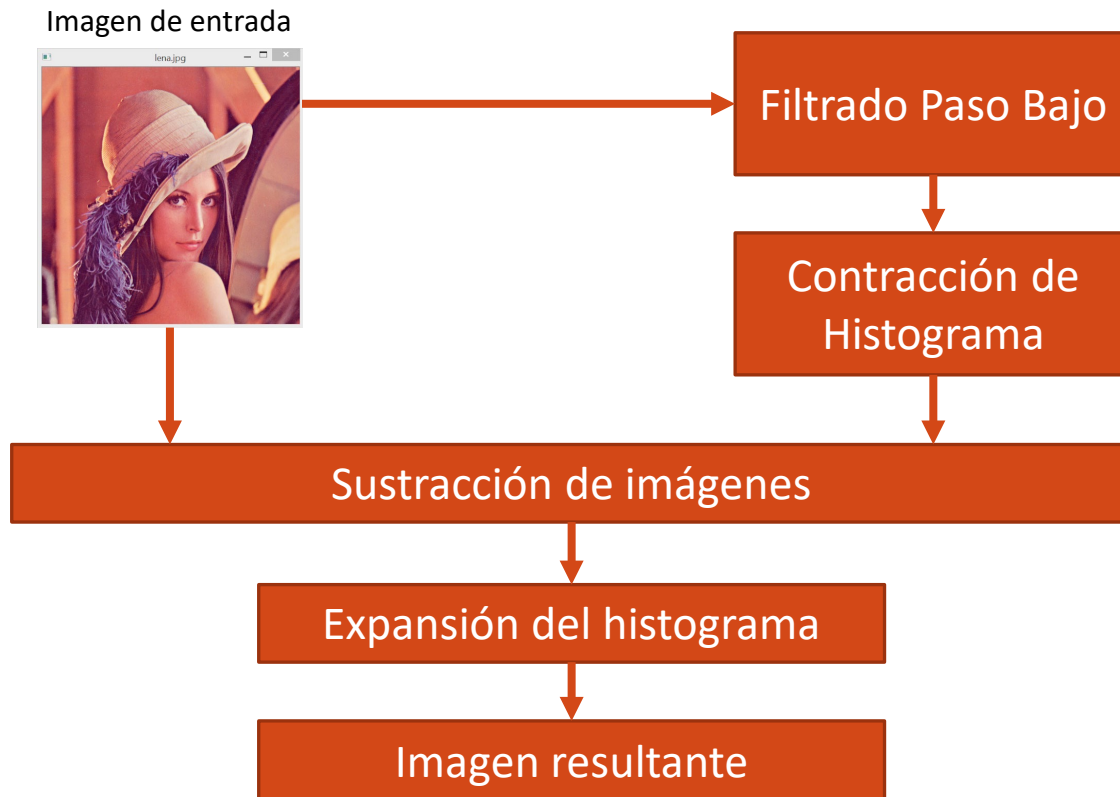 Imagen de entrada
lena.jpg
Filtrado Paso Bajo
Contracción de
Histograma
Sustracción de imágenes
Expansión del histograma
Imagen resultante